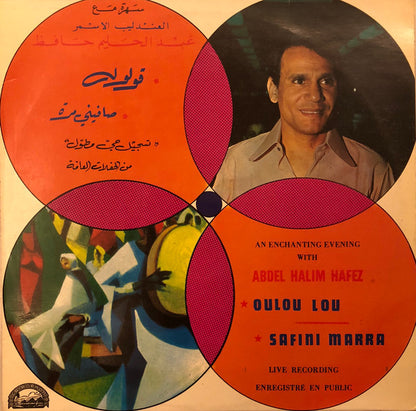 سهرة مع
العندليب الأسمر
عبد الحليم حافظ
• قولوله
• صافيني مرة
تسجيل حي مطول
من الحفلات العامة
AN ENCHANTING EVENING
WITH
ABDEL HALIM HAFEZ
★ OULOU LOU
★ SAFINI MARRA
LIVE RECORDING
ENREGISTRÉ EN PUBLIC